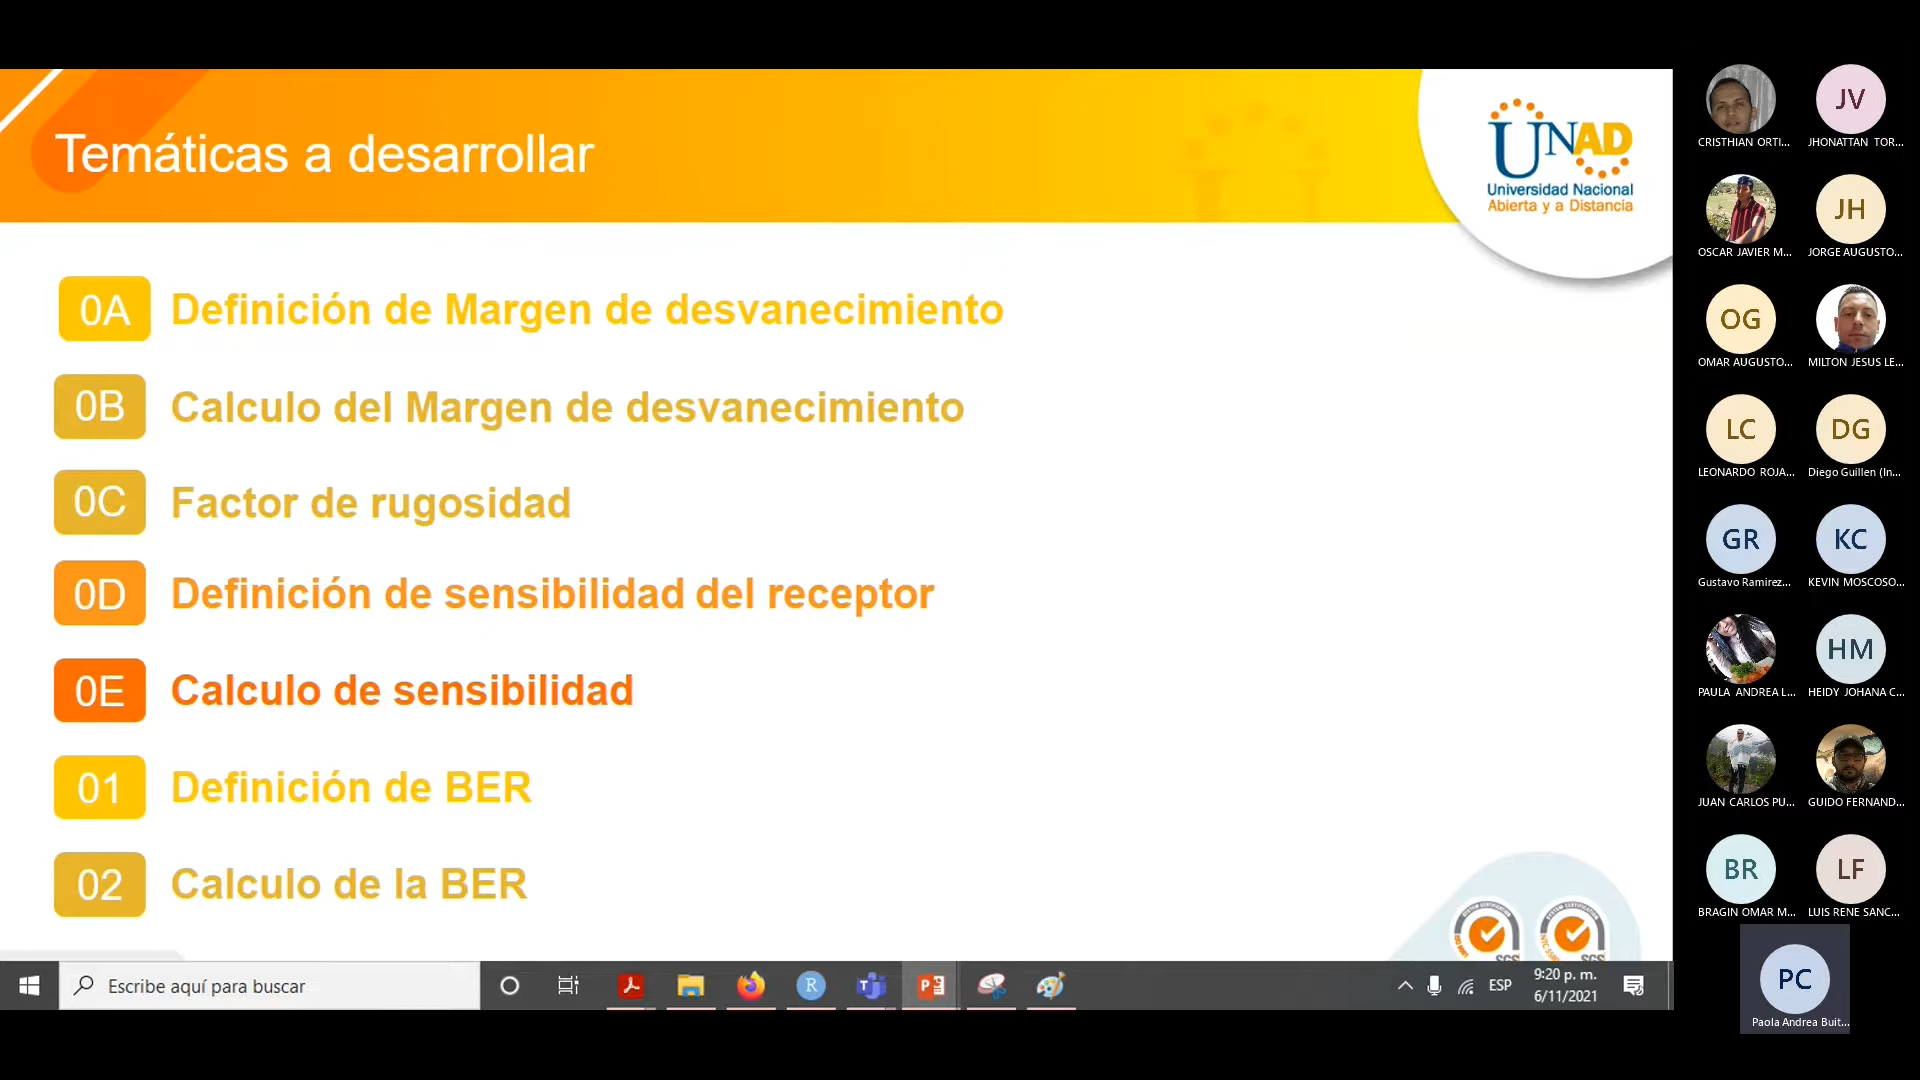 Temáticas a desarrollar
UNAD
Universidad Nacional
Abierta y a Distancia
0A Definición de Margen de desvanecimiento
0B Calculo del Margen de desvanecimiento
0C Factor de rugosidad
0D Definición de sensibilidad del receptor
0E Calculo de sensibilidad
01 Definición de BER
02 Calculo de la BER
SGS SGS
Escribe aquí para buscar
ESP
9:20 p. m.
6/11/2021
CRISTHIAN ORTI...
JV
JHONATTAN TOR...
OSCAR JAVIER M...
JH
JORGE AUGUSTO...
OG
OMAR AUGUSTO...
MILTON JESUS LE...
LC
LEONARDO ROJA...
DG
Diego Guillen (In...
GR
Gustavo Ramirez...
KC
KEVIN MOSCOSO...
PAULA ANDREA L...
HM
HEIDY JOHANA C...
JUAN CARLOS PU...
GUIDO FERNAND...
BR
BRAGIN OMAR M...
LF
LUIS RENE SANC...
PC
Paola Andrea Buit...